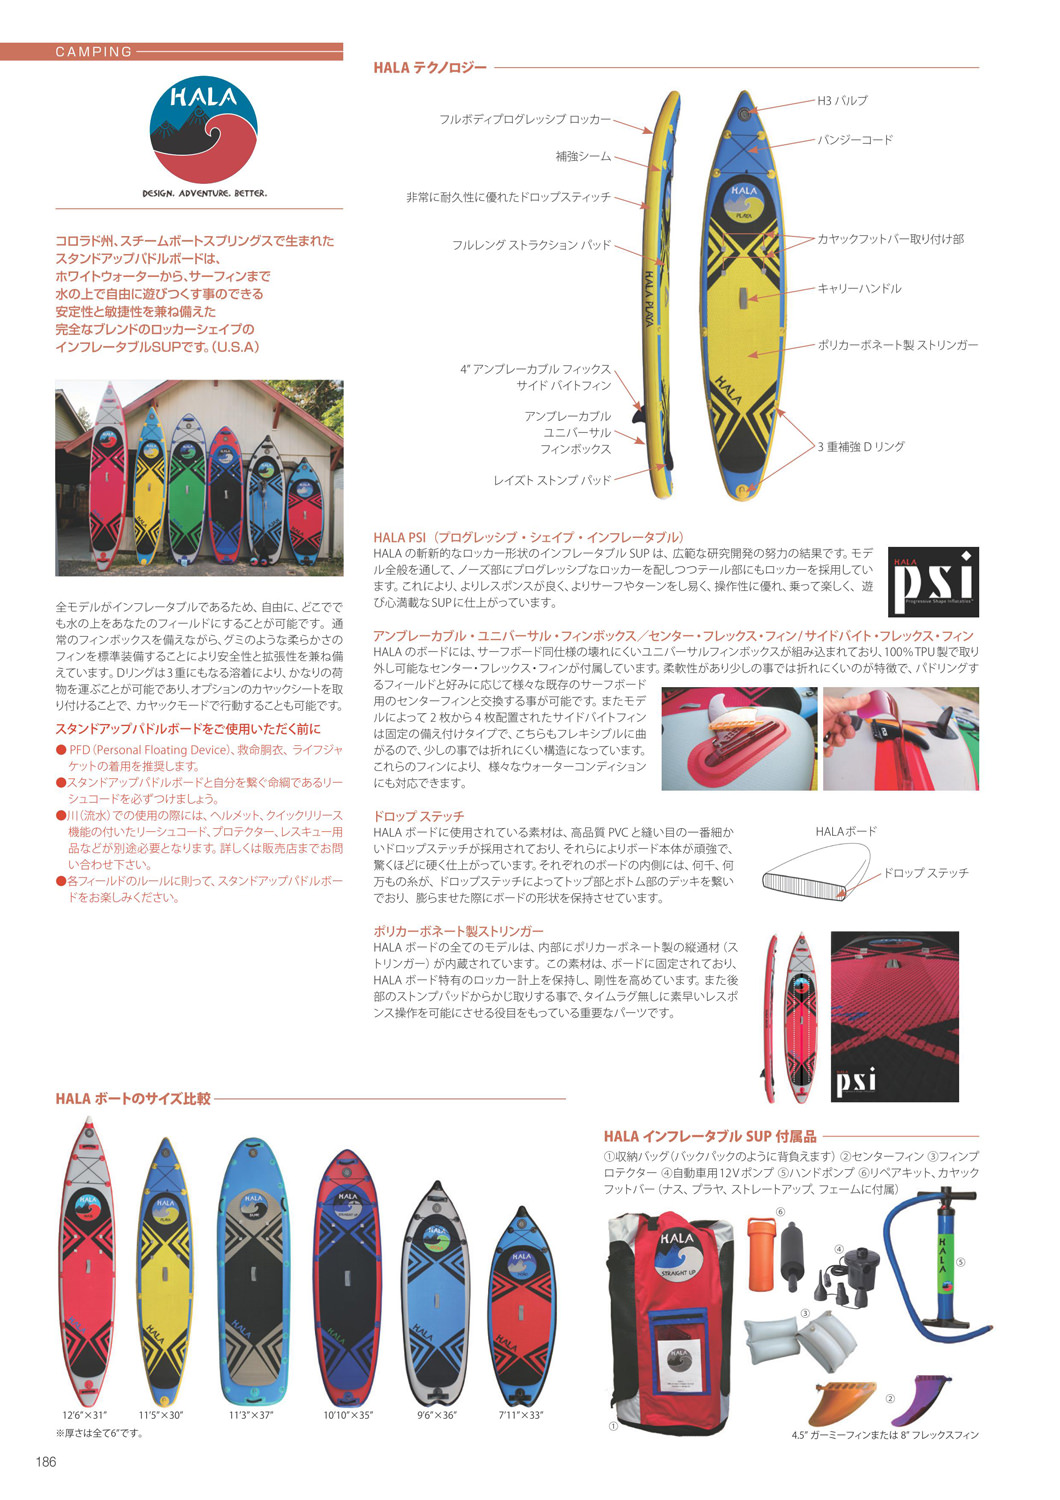 CAMPING
HALA
DESIGN. ADVENTURE. BETTER.
コロラド州、スチームボートスプリングスで生まれた
スタンドアップパドルボードは、
ホワイトウォーターから、サーフィンまで
水の上で自由に遊びつくす事のできる
安定性と敏捷性を兼ね備えた
完全なブレンドのロッカーシェイプの
インフレータブルSUPです。（U.S.A）
全モデルがインフレータブルであるため、自由に、どこででも
も水の上をあなたのフィールドにすることが可能です。通
常のフィンボックスを備えながら、グミのような柔らかさの
フィンを標準装備することにより安全性と拡張性を兼ね備
えています。Dリングは3重にもなる溶着により、かなりの荷
物を運ぶことが可能であり、オプションのカヤックシートを取
り付けることで、カヤックモードで行動することも可能です。
スタンドアップパドルボードをご使用いただく前に
● PFD（Personal Floating Device）、救命胴衣、ライフジャ
ケットの着用を推奨します。
●スタンドアップパドルボードと自分を繋ぐ命綱であるリー
シュコードを必ずつけましょう。
●川（流水）での使用の際には、ヘルメット、クイックリリース
機能の付いたリーシュコード、プロテクター、レスキュー用
品などが別途必要となります。詳しくは販売店までお問
い合わせ下さい。
●各フィールドのルールに則って、スタンドアップパドルボー
ドをお楽しみください。
HALA テクノロジー
フルボディプログレッシブ ロッカー
補強シーム
非常に耐久性に優れたドロップスティッチ
フルレング ストラクション パッド
4” アンブレーカブル フィックス
サイド バイトフィン
アンブレーカブル
ユニバーサル
フィンボックス
レイズト ストンプ パッド
HALA PLAYA
HALA
PLAYA
HALA
H3 バルブ
バンジーコード
カヤックフットバー取り付け部
キャリーハンドル
ポリカーボネート製 ストリンガー
3 重補強 D リング
HALA PSI（プログレッシブ・シェイプ・インフレータブル）
HALA の斬新的なロッカー形状のインフレータブル SUP は、広範な研究開発の努力の結果です。モデ
ル全般を通して、ノーズ部にプログレッシブなロッカーを配しつつテール部にもロッカーを採用してい
ます。これにより、よりレスポンスが良く、よりサーフやターンをし易く、操作性に優れ、乗って楽しく、遊
び心満載な SUP に仕上がっています。
HALA
psi
Progressive Shape Inflatables
アンブレーカブル・ユニバーサル・フィンボックス／センター・フレックス・フィン/サイドバイト・フレックス・フィン
HALA のボードには、サーフボード同仕様の壊れにくいユニバーサルフィンボックスが組み込まれており、100％TPU製で取り
外し可能なセンター・フレックス・フィンが付属しています。柔軟性があり少しの事では折れにくいのが特徴で、パドリングす
るフィールドと好みに応じて様々な既存のサーフボード
用のセンターフィンと交換する事が可能です。またモデ
ルによって 2 枚から 4 枚配置されたサイドバイトフィン
は固定の備え付けタイプで、こちらもフレキシブルに曲
がるので、少しの事では折れにくい構造になっています。
これらのフィンにより、様々なウォーターコンディション
にも対応できます。
ドロップ ステッチ
HALA ボードに使用されている素材は、高品質 PVC と縫い目の一番細か
いドロップステッチが採用されており、それらによりボード本体が頑強で、
驚くほどに硬く仕上がっています。それぞれのボードの内側には、何千、何
万もの糸が、ドロップステッチによってトップ部とボトム部のデッキを繋い
でおり、膨らませた際にボードの形状を保持させています。
HALAボード
ドロップ ステッチ
ポリカーボネート製ストリンガー
HALA ボードの全てのモデルは、内部にポリカーボネート製の縦通材（ス
トリンガー）が内蔵されています。この素材は、ボードに固定されており、
HALA ボード特有のロッカー計上を保持し、剛性を高めています。また後
部のストンプパッドからかじ取りする事で、タイムラグ無しに素早いレスポ
ンス操作を可能にさせる役目をもっている重要なパーツです。
psi
HALA ボートのサイズ比較
12’6”×31”
11’5”×30”
11’3”×37”
10’10”×35”
9’6”×36”
7’11”×33”
※厚さは全て6”です。
HALA インフレータブル SUP 付属品
①収納バッグ（バックパックのように背負えます）②センターフィン ③フィンプ
ロテクター ④自動車用12Vポンプ ⑤ハンドポンプ ⑥リペアキット、カヤック
フットバー（ナス、プラヤ、ストレートアップ、フェームに付属）
HALA
STRAIGHT UP
HALA
①
⑥
④
③
HALA
⑤
②
4.5” ガーミーフィンまたは 8” フレックスフィン
186